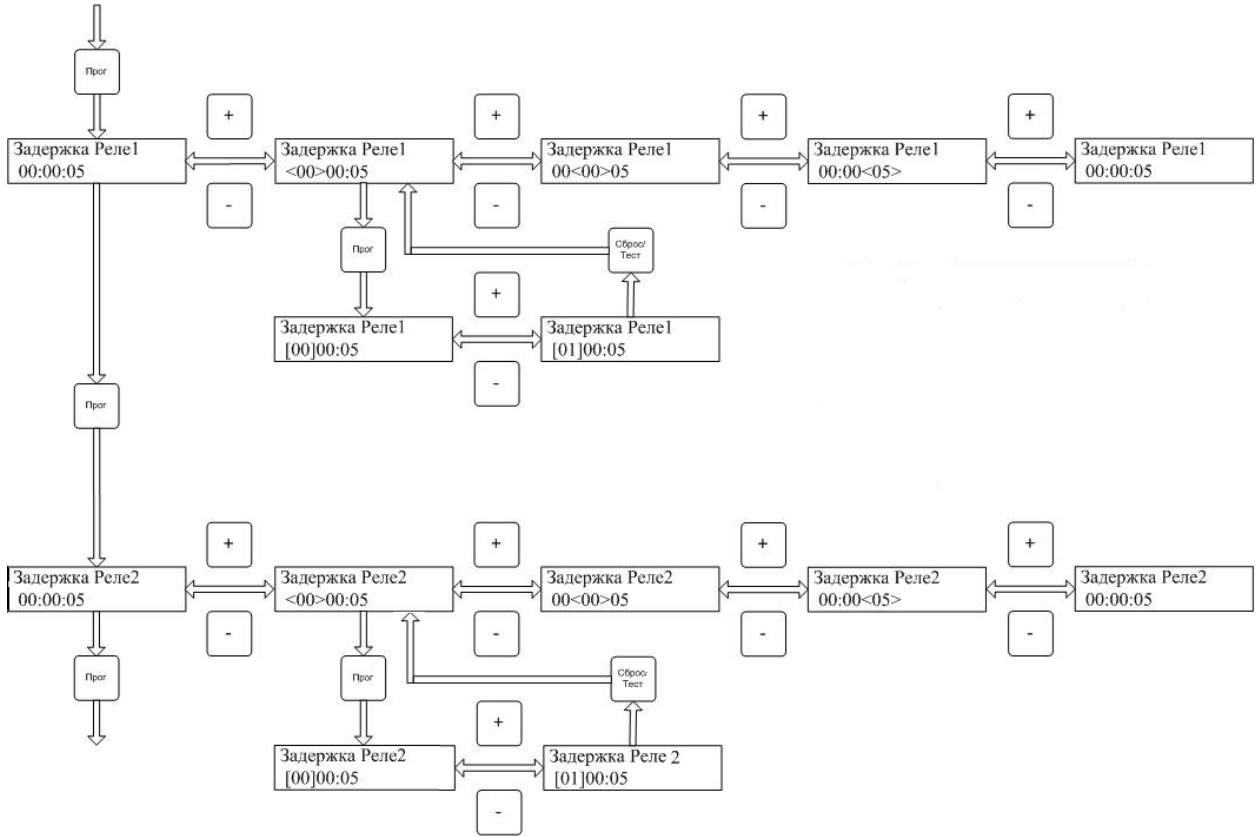 Прог
+
+
+
+
Задержка Реле1
00:00:05
Задержка Реле1
<00>00:05
Задержка Реле1
00<00>05
Задержка Реле1
00:00<05>
Задержка Реле1
00:00:05
-
-
-
-
Прог
Сброс/
Тест
+
Задержка Реле1
[00]00:05
Задержка Реле1
[01]00:05
-
Прог
+
+
+
+
Задержка Реле2
00:00:05
Задержка Реле2
<00>00:05
Задержка Реле2
00<00>05
Задержка Реле2
00:00<05>
Задержка Реле2
00:00:05
-
-
-
-
Прог
Прог
Сброс/
Тест
+
Задержка Реле2
[00]00:05
Задержка Реле 2
[01]00:05
-